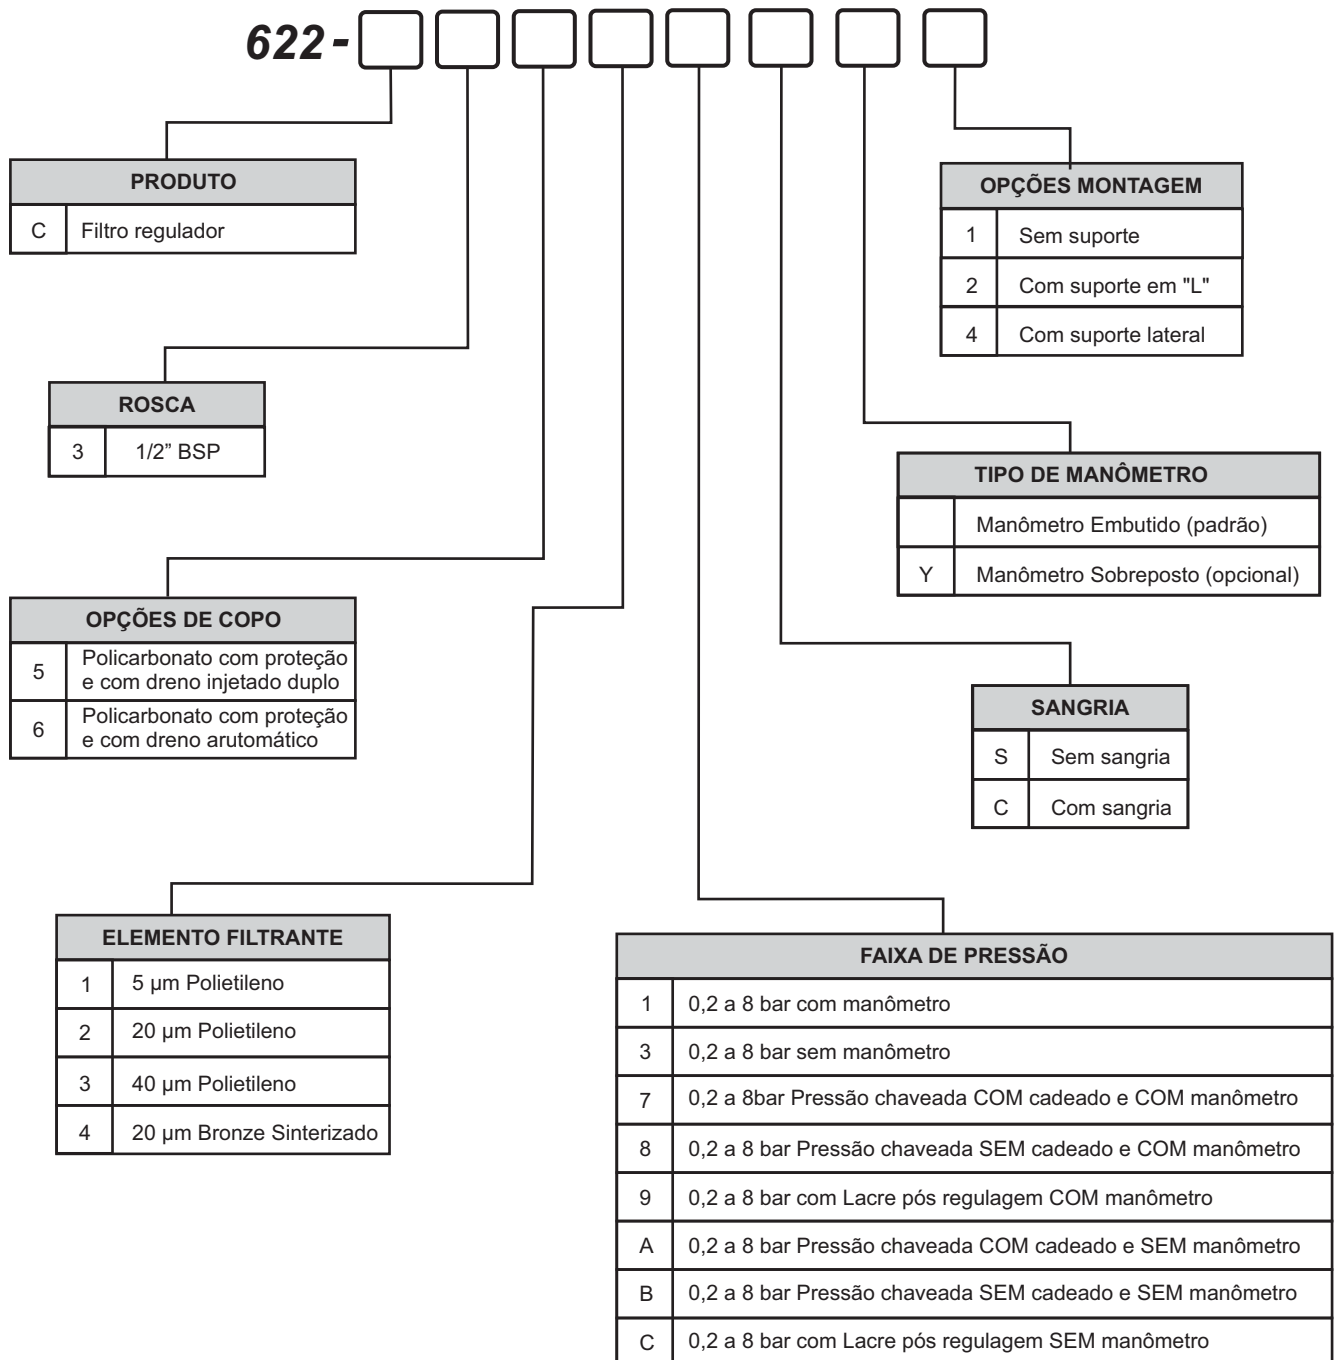 622-
PRODUTO
C Filtro regulador
OPÇÕES MONTAGEM
1 Sem suporte
2 Com suporte em "L"
4 Com suporte lateral
ROSCA
3 1/2” BSP
TIPO DE MANÔMETRO
Manômetro Embutido (padrão)
Y Manômetro Sobreposto (opcional)
OPÇÕES DE COPO
5 Policarbonato com proteção
e com dreno injetado duplo
6 Policarbonato com proteção
e com dreno arutomático
SANGRIA
S Sem sangria
C Com sangria
ELEMENTO FILTRANTE
1 5 µm Polietileno
2 20 µm Polietileno
3 40 µm Polietileno
4 20 µm Bronze Sinterizado
FAIXA DE PRESSÃO
1 0,2 a 8 bar com manômetro
3 0,2 a 8 bar sem manômetro
7 0,2 a 8bar Pressão chaveada COM cadeado e COM manômetro
8 0,2 a 8 bar Pressão chaveada SEM cadeado e COM manômetro
9 0,2 a 8 bar com Lacre pós regulagem COM manômetro
A 0,2 a 8 bar Pressão chaveada COM cadeado e SEM manômetro
B 0,2 a 8 bar Pressão chaveada SEM cadeado e SEM manômetro
C 0,2 a 8 bar com Lacre pós regulagem SEM manômetro